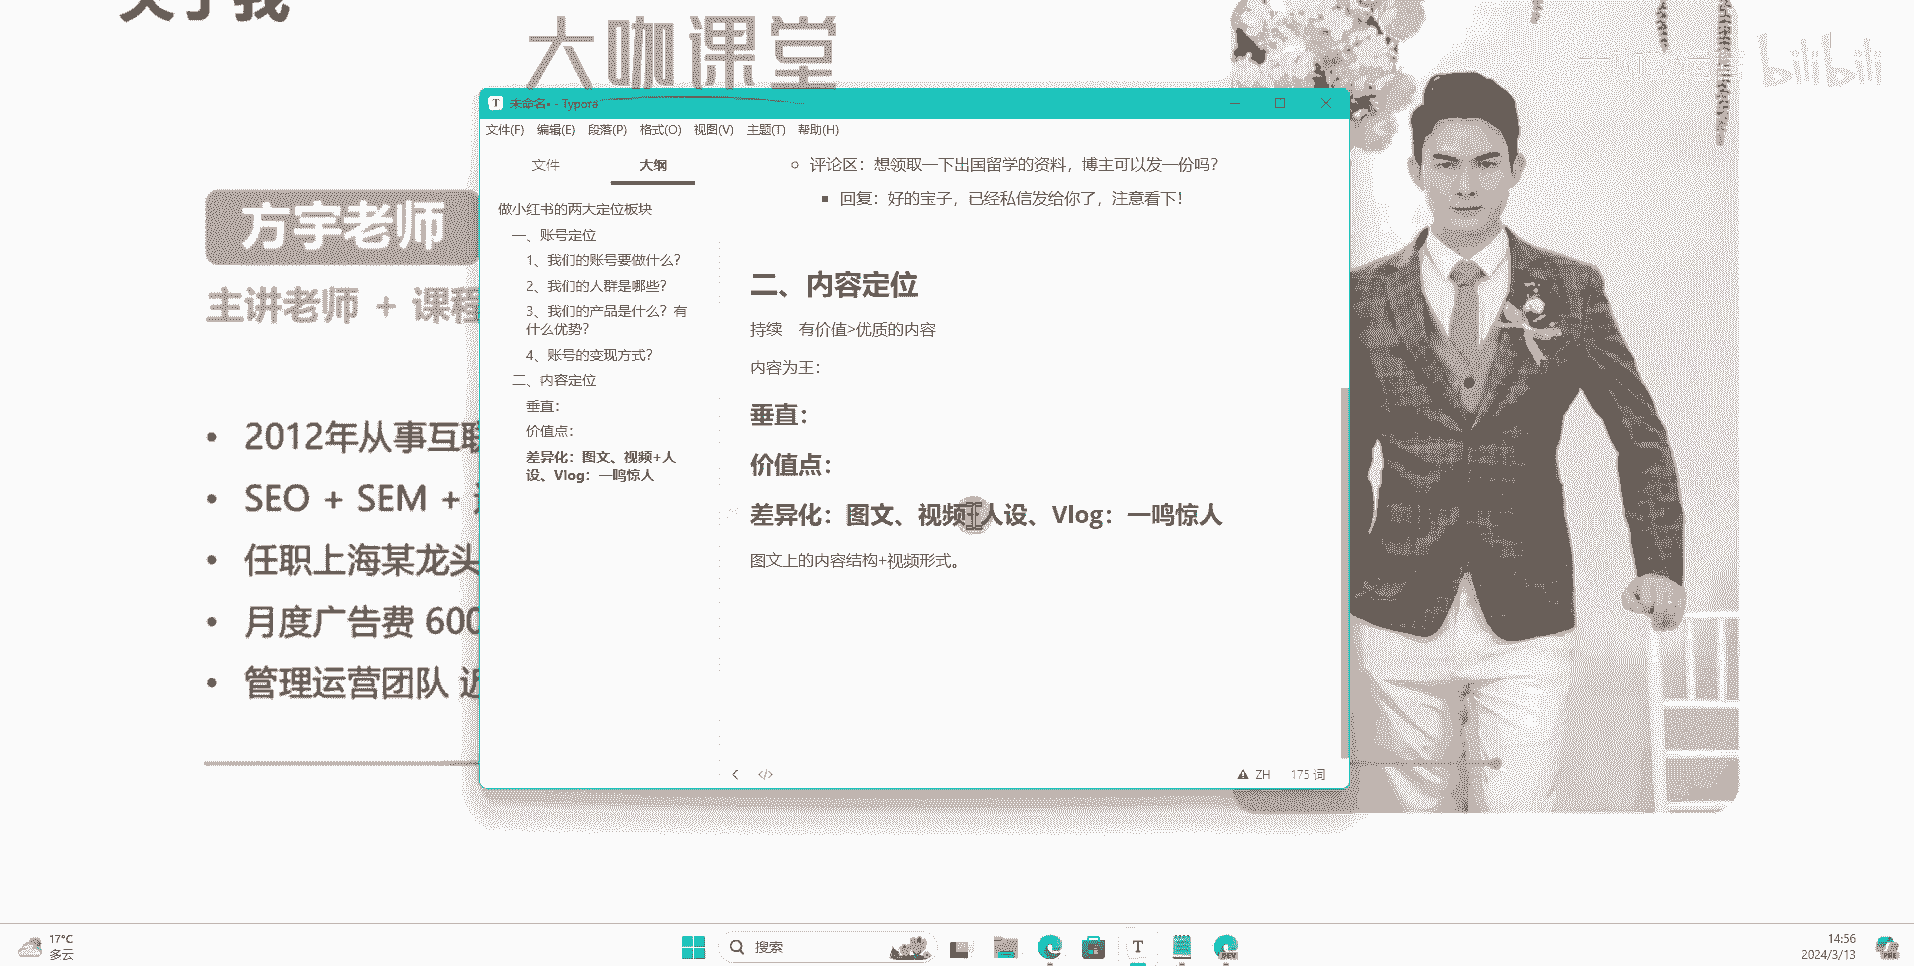 关于我
大咖课堂
bilibili
方宇老师
主讲老师 + 课程
2012年从事互联
SEO + SEM +
任职上海某龙头
月度广告费 600
管理运营团队 近
未命名• - Typora
文件(F) 编辑(E) 段落(P) 格式(O) 视图(V) 主题(T) 帮助(H)
文件 大纲
做小红书的两大定位板块
一、账号定位
1、我们的账号要做什么？
2、我们的人群是哪些？
3、我们的产品是什么？有
什么优势？
4、账号的变现方式？
二、内容定位
垂直：
价值点：
差异化：图文、视频+人
设、Vlog：一鸣惊人
评论区：想领取一下出国留学的资料，博主可以发一份吗？
回复：好的宝子，已经私信发给你了，注意看下！
二、内容定位
持续 有价值>优质的内容
内容为王：
垂直：
价值点：
差异化：图文、视频+人设、Vlog：一鸣惊人
图文上的内容结构+视频形式。
ZH 175 词
17°C
多云
搜索
T
DEV
14:56
2024/3/13
PRE